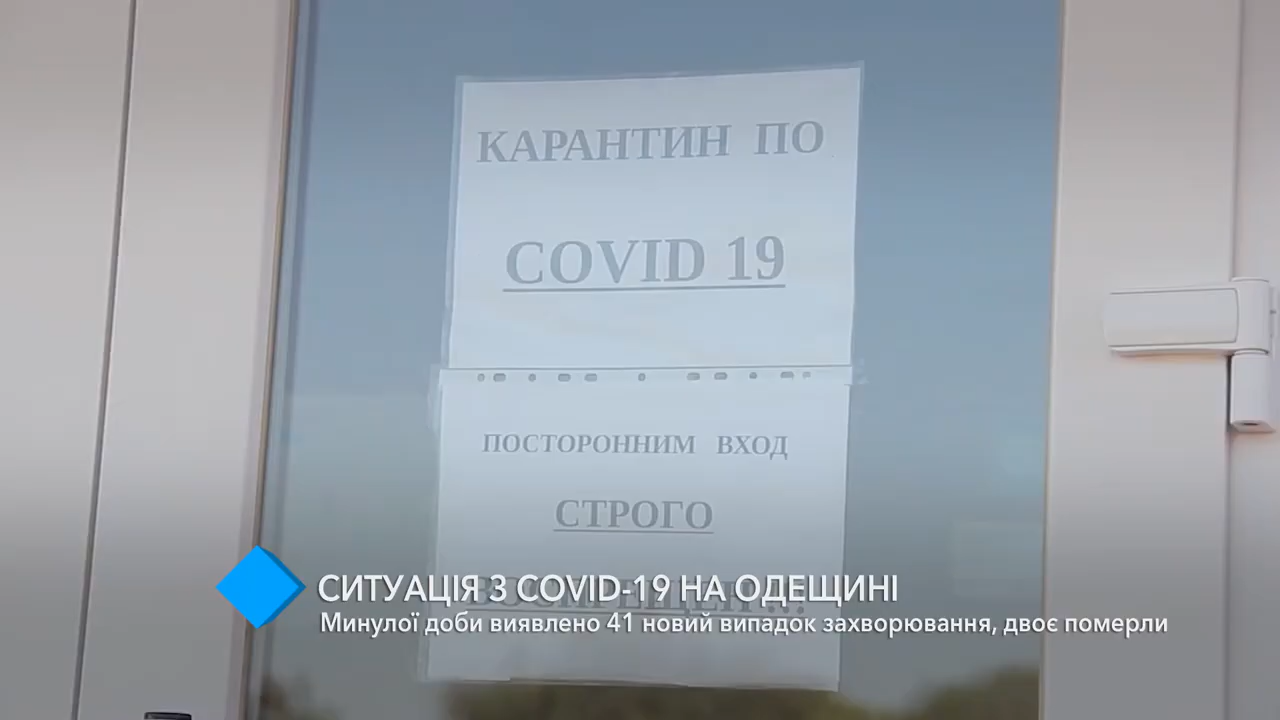 КАРАНТИН ПО
COVID 19
ПОСТОРОННИМ ВХОД
СТРОГО
СИТУАЦІЯ З COVID-19 НА ОДЕЩИНІ
Минулої доби виявлено 41 новий випадок захворювання, двоє померли